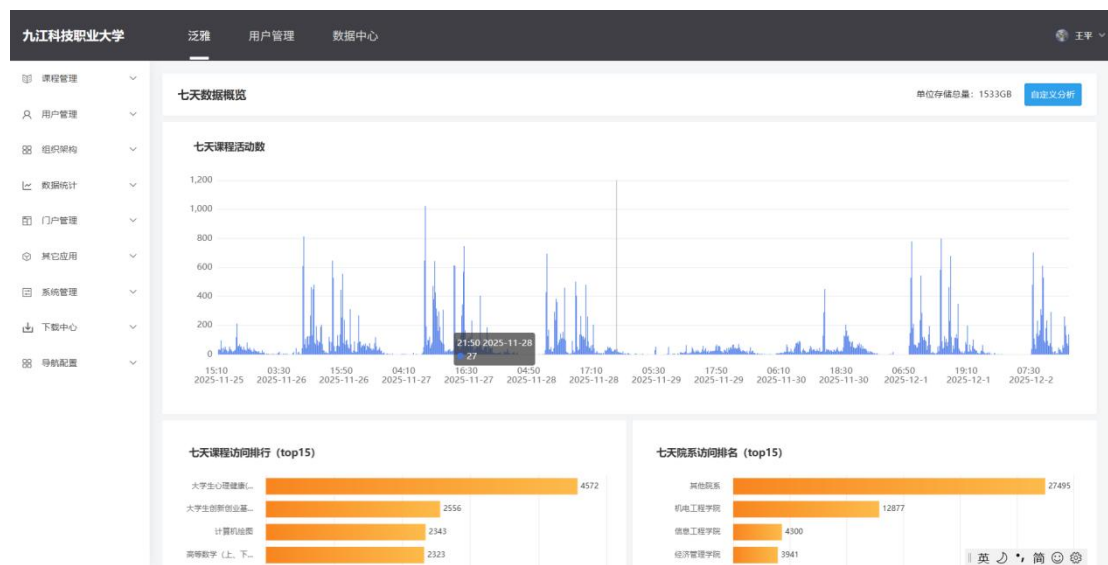 九江科技职业大学 泛雅 用户管理 数据中心 王平
课程管理
用户管理
组织架构
数据统计
门户管理
其它应用
系统管理
下载中心
导航配置
七天数据概览 单位存储总量：1533GB 自定义分析
七天课程活动数
1,200
1,000
800
600
400
200
0
21:50 2025-11-28
27
15:10 03:30 15:50 04:10 16:30 04:50 17:10 05:30 17:50 06:10 18:30 06:50 19:10 07:30
2025-11-25 2025-11-26 2025-11-26 2025-11-27 2025-11-27 2025-11-28 2025-11-28 2025-11-29 2025-11-29 2025-11-30 2025-11-30 2025-12-1 2025-12-1 2025-12-2
七天课程访问排行（top15）
大学生心理健康(... 4572
大学生创新创业基... 2556
计算机绘图 2343
高等数学（上、下... 2323
七天院系访问排名（top15）
其他院系 27495
机电工程学院 12877
信息工程学院 4300
经济管理学院 3941
英 简